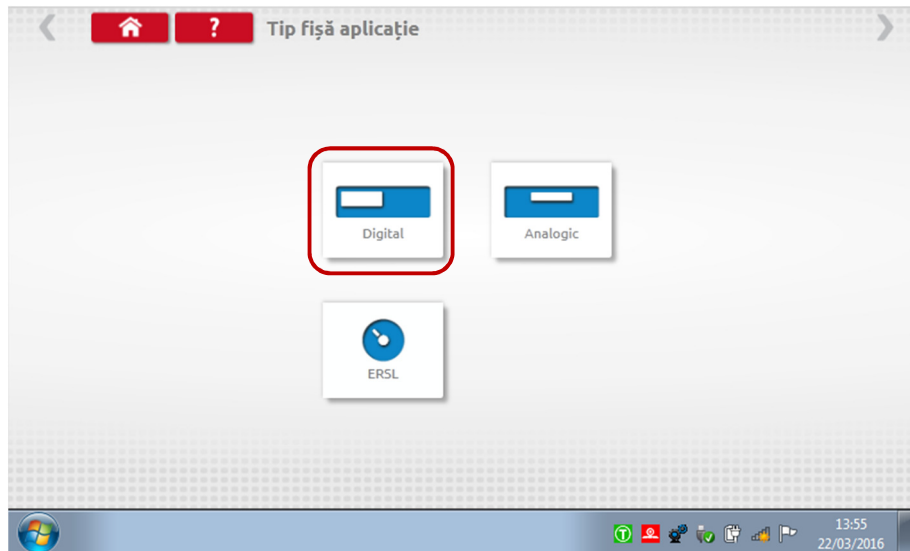 ? Tip fișă aplicație
Digital
Analogic
ERSL
13:55
22/03/2016